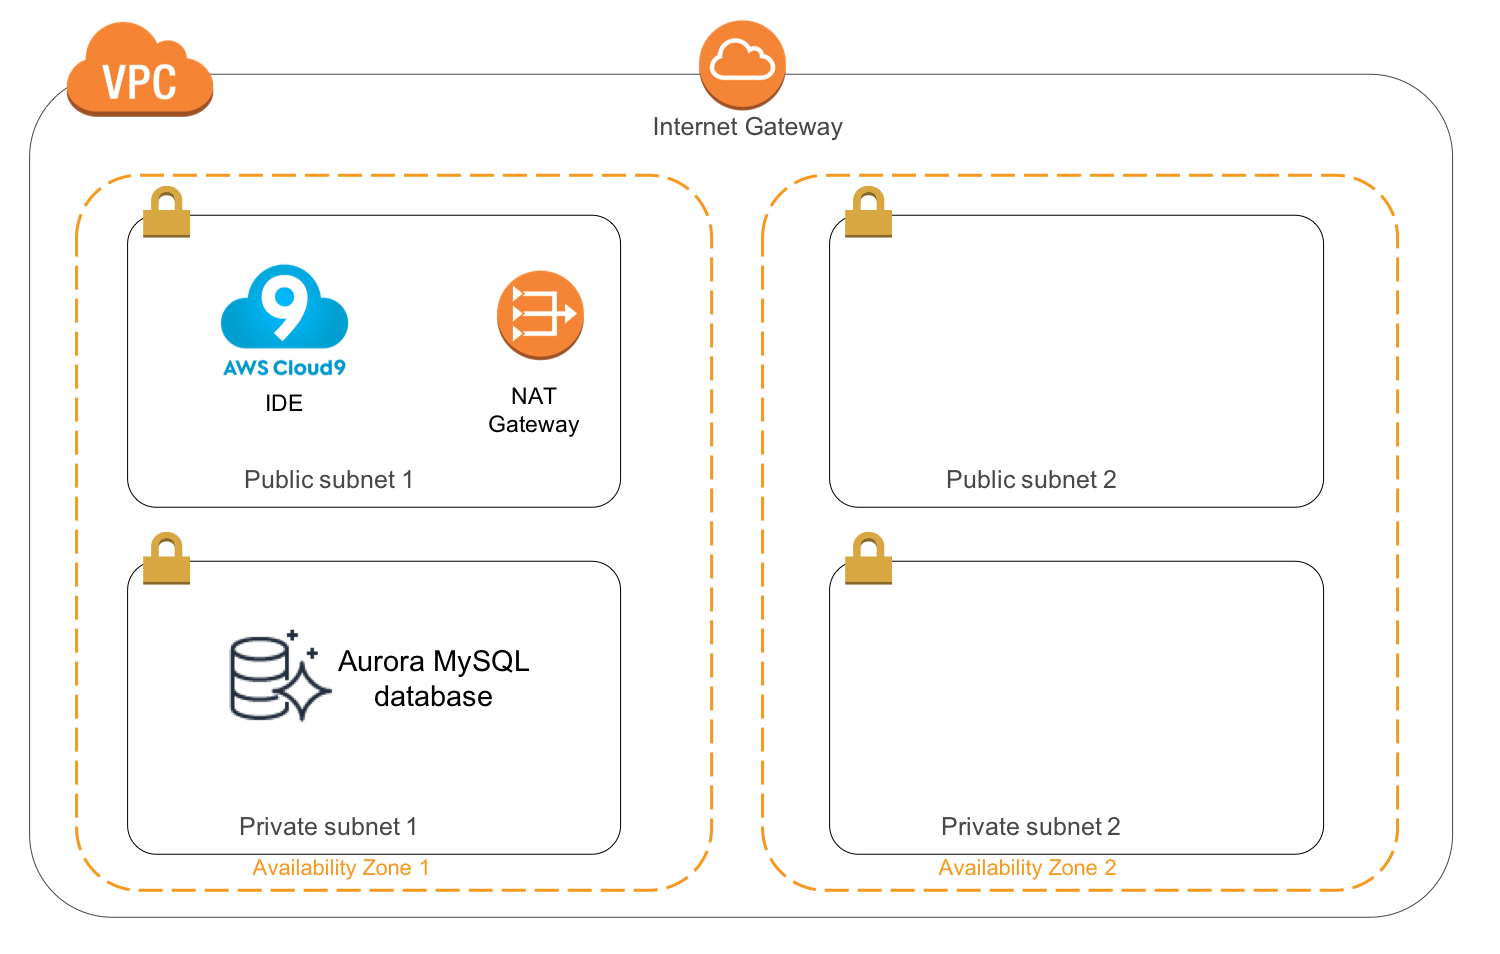 VPC
Internet Gateway
9
AWS Cloud9
IDE
NAT
Gateway
Public subnet 1
Public subnet 2
Aurora MySQL
database
Private subnet 1
Private subnet 2
Availability Zone 1
Availability Zone 2